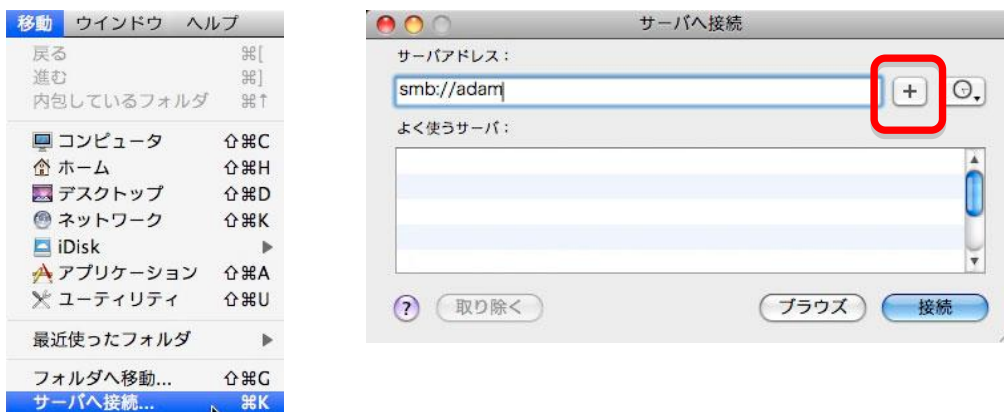 移動 ウインドウ ヘルプ
戻る ⌘[
進む ⌘]
内包しているフォルダ ⌘↑
コンピュータ ⇧⌘C
ホーム ⇧⌘H
デスクトップ ⇧⌘D
ネットワーク ⇧⌘K
iDisk ▶
アプリケーション ⇧⌘A
ユーティリティ ⇧⌘U
最近使ったフォルダ ▶
フォルダへ移動... ⇧⌘G
サーバへ接続... ⌘K
サーバへ接続
サーバアドレス：
smb://adam
+
よく使うサーバ：
? 取り除く ブラウズ 接続